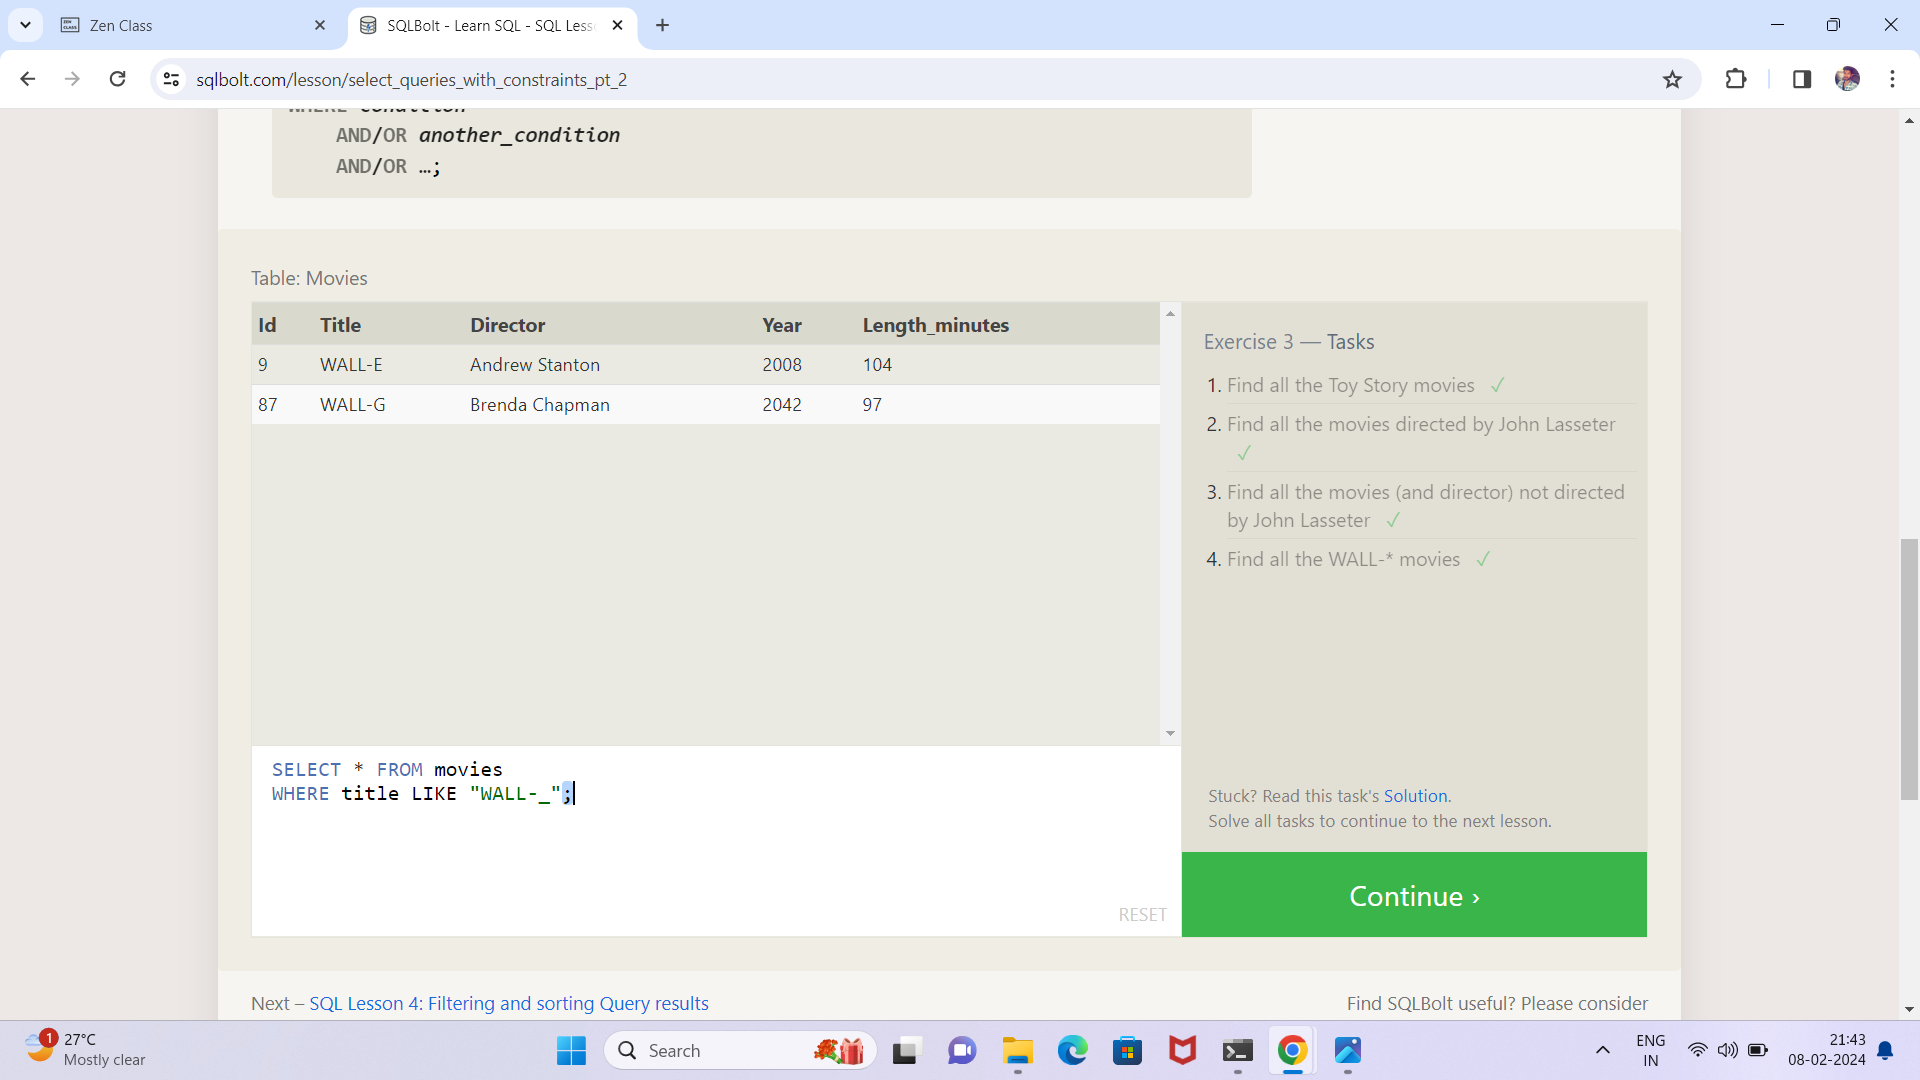 Zen Class
SQLBolt - Learn SQL - SQL Less
sqlbolt.com/lesson/select_queries_with_constraints_pt_2
WHERE condition
AND/OR another_condition
AND/OR …;
Table: Movies
Id Title Director Year Length_minutes
9 WALL-E Andrew Stanton 2008 104
87 WALL-G Brenda Chapman 2042 97
Exercise 3 — Tasks
1. Find all the Toy Story movies ✓
2. Find all the movies directed by John Lasseter
✓
3. Find all the movies (and director) not directed
by John Lasseter ✓
4. Find all the WALL-* movies ✓
SELECT * FROM movies
WHERE title LIKE "WALL-_";
RESET
Stuck? Read this task's Solution.
Solve all tasks to continue to the next lesson.
Continue ›
Next – SQL Lesson 4: Filtering and sorting Query results
Find SQLBolt useful? Please consider
1
27°C
Mostly clear
Search
ENG
IN
21:43
08-02-2024